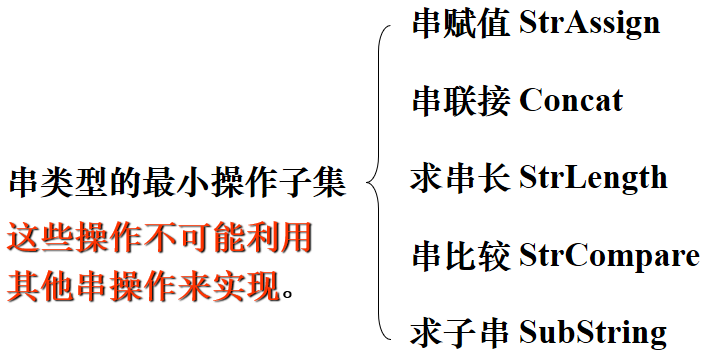 串类型的最小操作子集
这些操作不可能利用
其他串操作来实现。
串赋值 StrAssign
串联接 Concat
求串长 StrLength
串比较 StrCompare
求子串 SubString